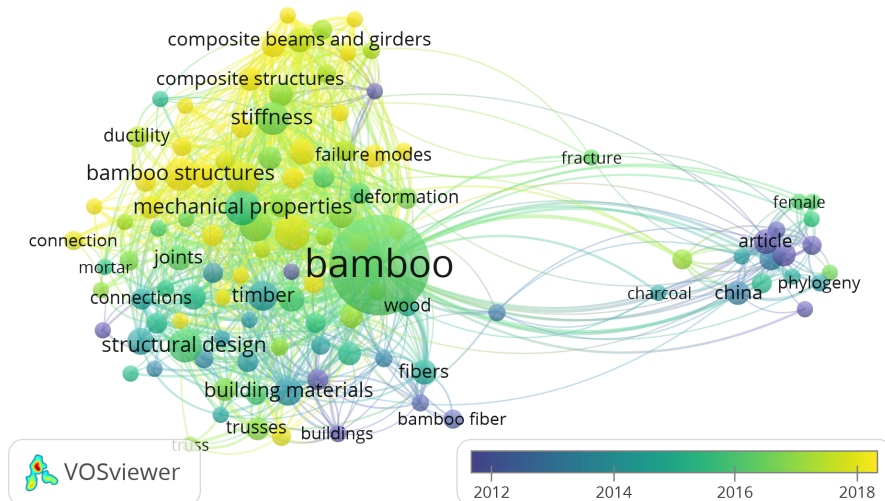 composite beams and girders
composite structures
stiffness
ductility
failure modes
fracture
bamboo structures
deformation
female
mechanical properties
connection
article
joints
bamboo
mortar
phylogeny
connections
timber
charcoal
china
wood
structural design
fibers
building materials
bamboo fiber
trusses
buildings
truss
VOSviewer
2012 2014 2016 2018